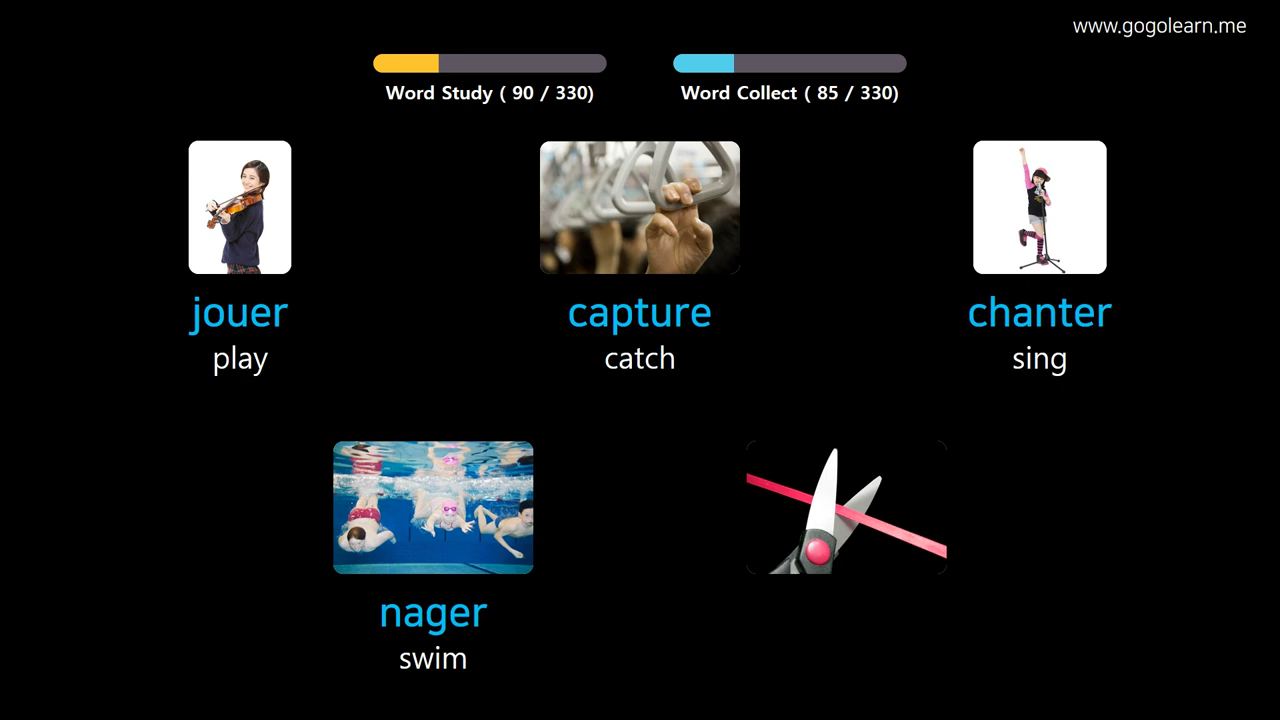 www.gogolearn.me
Word Study ( 90 / 330)
Word Collect ( 85 / 330)
jouer
play
capture
catch
chanter
sing
nager
swim